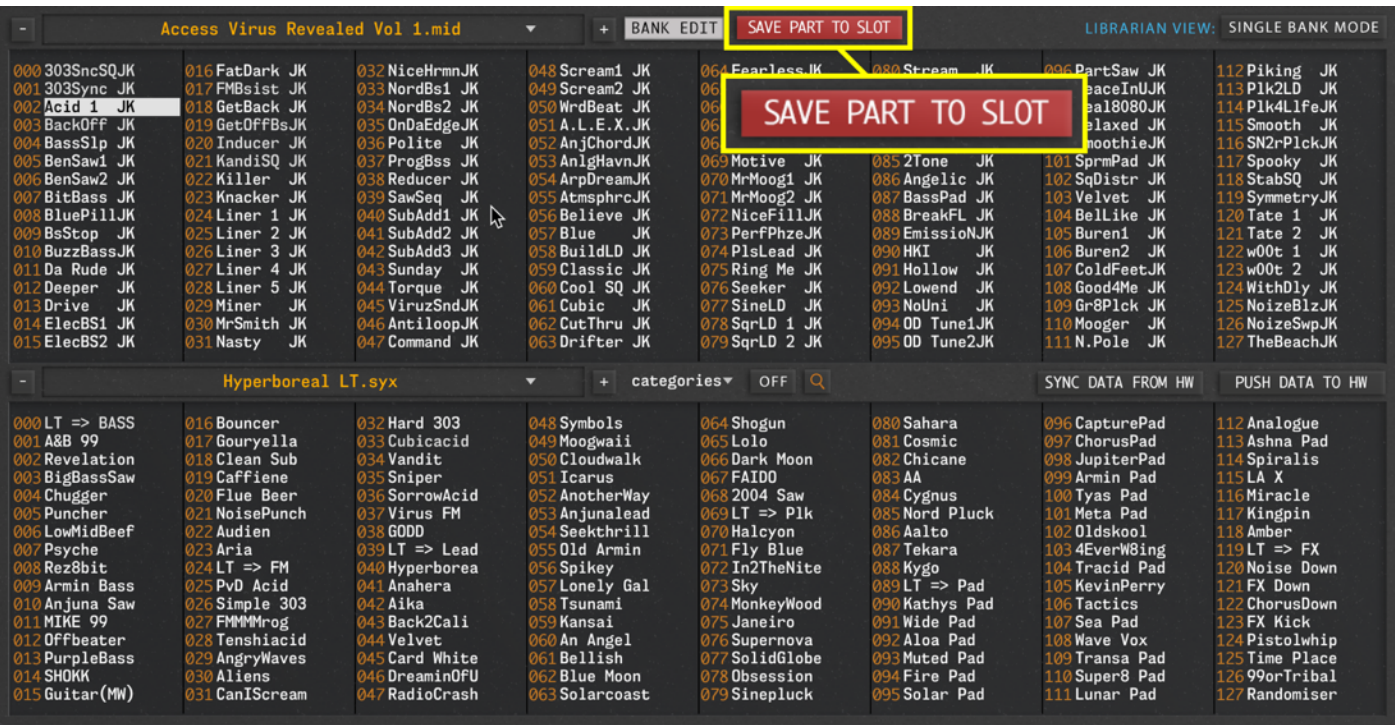 -
Access Virus Revealed Vol 1.mid
+
BANK EDIT
SAVE PART TO SLOT
LIBRARIAN VIEW:
SINGLE BANK MODE
000 303SncSQJK
001 303Sync JK
002 Acid 1 JK
003 BackOff JK
004 BassSlp JK
005 BenSaw1 JK
006 BenSaw2 JK
007 BitBass JK
008 BluePillJK
009 BsStop JK
010 BuzzBassJK
011 Da Rude JK
012 Deeper JK
013 Drive JK
014 ElecBS1 JK
015 ElecBS2 JK
016 FatDark JK
017 FMBsist JK
018 GetBack JK
019 GetOffBsJK
020 Inducer JK
021 KandiSQ JK
022 Killer JK
023 Knacker JK
024 Liner 1 JK
025 Liner 2 JK
026 Liner 3 JK
027 Liner 4 JK
028 Liner 5 JK
029 Miner JK
030 MrSmith JK
031 Nasty JK
032 NiceHrmnJK
033 NordBs1 JK
034 NordBs2 JK
035 OnDaEdgeJK
036 Polite JK
037 ProgBss JK
038 Reducer JK
039 SawSeq JK
040 SubAdd1 JK
041 SubAdd2 JK
042 SubAdd3 JK
043 Sunday JK
044 Torque JK
045 ViruzSndJK
046 AntiloopJK
047 Command JK
048 Scream1 JK
049 Scream2 JK
050 WrdBeat JK
051 A.L.E.X.JK
052 AnjChordJK
053 AnlgHavnJK
054 ArpDreamJK
055 AtmsphrcJK
056 Believe JK
057 Blue JK
058 BuildLD JK
059 Classic JK
060 Cool SQ JK
061 Cubic JK
062 CutThru JK
063 Drifter JK
064 Fearless JK
SAVE PART TO SLOT
069 Motive JK
070 MrMoog1 JK
071 MrMoog2 JK
072 NiceFillJK
073 PerfPhzeJK
074 PlsLead JK
075 Ring Me JK
076 Seeker JK
077 SineLD JK
078 SqrLD 1 JK
079 SqrLD 2 JK
080 Stream JK
085 2Tone JK
086 Angelic JK
087 BassPad JK
088 BreakFL JK
089 EmissioNJK
090 HKI JK
091 Hollow JK
092 Lowend JK
093 NoUni JK
094 OD Tune1JK
095 OD Tune2JK
096 PartSaw JK
eaceInUJK
eal8080JK
elaxed JK
moothieJK
101 SprmPad JK
102 SqDistr JK
103 Velvet JK
104 BelLike JK
105 Buren1 JK
106 Buren2 JK
107 ColdFeetJK
108 Good4Me JK
109 Gr8Plck JK
110 Mooger JK
111 N.Pole JK
112 Piking JK
113 Plk2LD JK
114 Plk4LlfeJK
115 Smooth JK
116 SN2rPlckJK
117 Spooky JK
118 StabSQ JK
119 SymmetryJK
120 Tate 1 JK
121 Tate 2 JK
122 w00t 1 JK
123 w00t 2 JK
124 WithDly JK
125 NoizeBlzJK
126 NoizeSwpJK
127 TheBeachJK
-
Hyperboreal LT.syx
+
categories
OFF
SYNC DATA FROM HW
PUSH DATA TO HW
000 LT => BASS
001 A&B 99
002 Revelation
003 BigBassSaw
004 Chugger
005 Puncher
006 LowMidBeef
007 Psyche
008 Rez8bit
009 Armin Bass
010 Anjuna Saw
011 MIKE 99
012 Offbeater
013 PurpleBass
014 SHOKK
015 Guitar(MW)
016 Bouncer
017 Gouryella
018 Clean Sub
019 Caffiene
020 Flue Beer
021 NoisePunch
022 Audien
023 Aria
024 LT => FM
025 PvD Acid
026 Simple 303
027 FMMMMrog
028 Tenshiacid
029 AngryWaves
030 Aliens
031 CanIScream
032 Hard 303
033 Cubicacid
034 Vandit
035 Sniper
036 SorrowAcid
037 Virus FM
038 GODD
039 LT => Lead
040 Hyperborea
041 Anahera
042 Aika
043 Back2Cali
044 Velvet
045 Card White
046 DreaminOfU
047 RadioCrash
048 Symbols
049 Moogwaii
050 Cloudwalk
051 Icarus
052 AnotherWay
053 Anjunalead
054 Seekthrill
055 Old Armin
056 Spikey
057 Lonely Gal
058 Tsunami
059 Kansai
060 An Angel
061 Bellish
062 Blue Moon
063 Solarcoast
064 Shogun
065 Lolo
066 Dark Moon
067 FAIDO
068 2004 Saw
069 LT => Plk
070 Halcyon
071 Fly Blue
072 In2TheNite
073 Sky
074 MonkeyWood
075 Janeiro
076 Supernova
077 SolidGlobe
078 Obsession
079 Sinepluck
080 Sahara
081 Cosmic
082 Chicane
083 AA
084 Cygnus
085 Nord Pluck
086 Aalto
087 Tekara
088 Kygo
089 LT => Pad
090 Kathys Pad
091 Wide Pad
092 Aloa Pad
093 Muted Pad
094 Fire Pad
095 Solar Pad
096 CapturePad
097 ChorusPad
098 JupiterPad
099 Armin Pad
100 Tyas Pad
101 Meta Pad
102 Oldskool
103 4EverW8ing
104 Tracid Pad
105 KevinPerry
106 Tactics
107 Sea Pad
108 Wave Vox
109 Transa Pad
110 Super8 Pad
111 Lunar Pad
112 Analogue
113 Ashna Pad
114 Spiralis
115 LA X
116 Miracle
117 Kingpin
118 Amber
119 LT => FX
120 Noise Down
121 FX Down
122 ChorusDown
123 FX Kick
124 Pistolwhip
125 Time Place
126 99orTribal
127 Randomiser